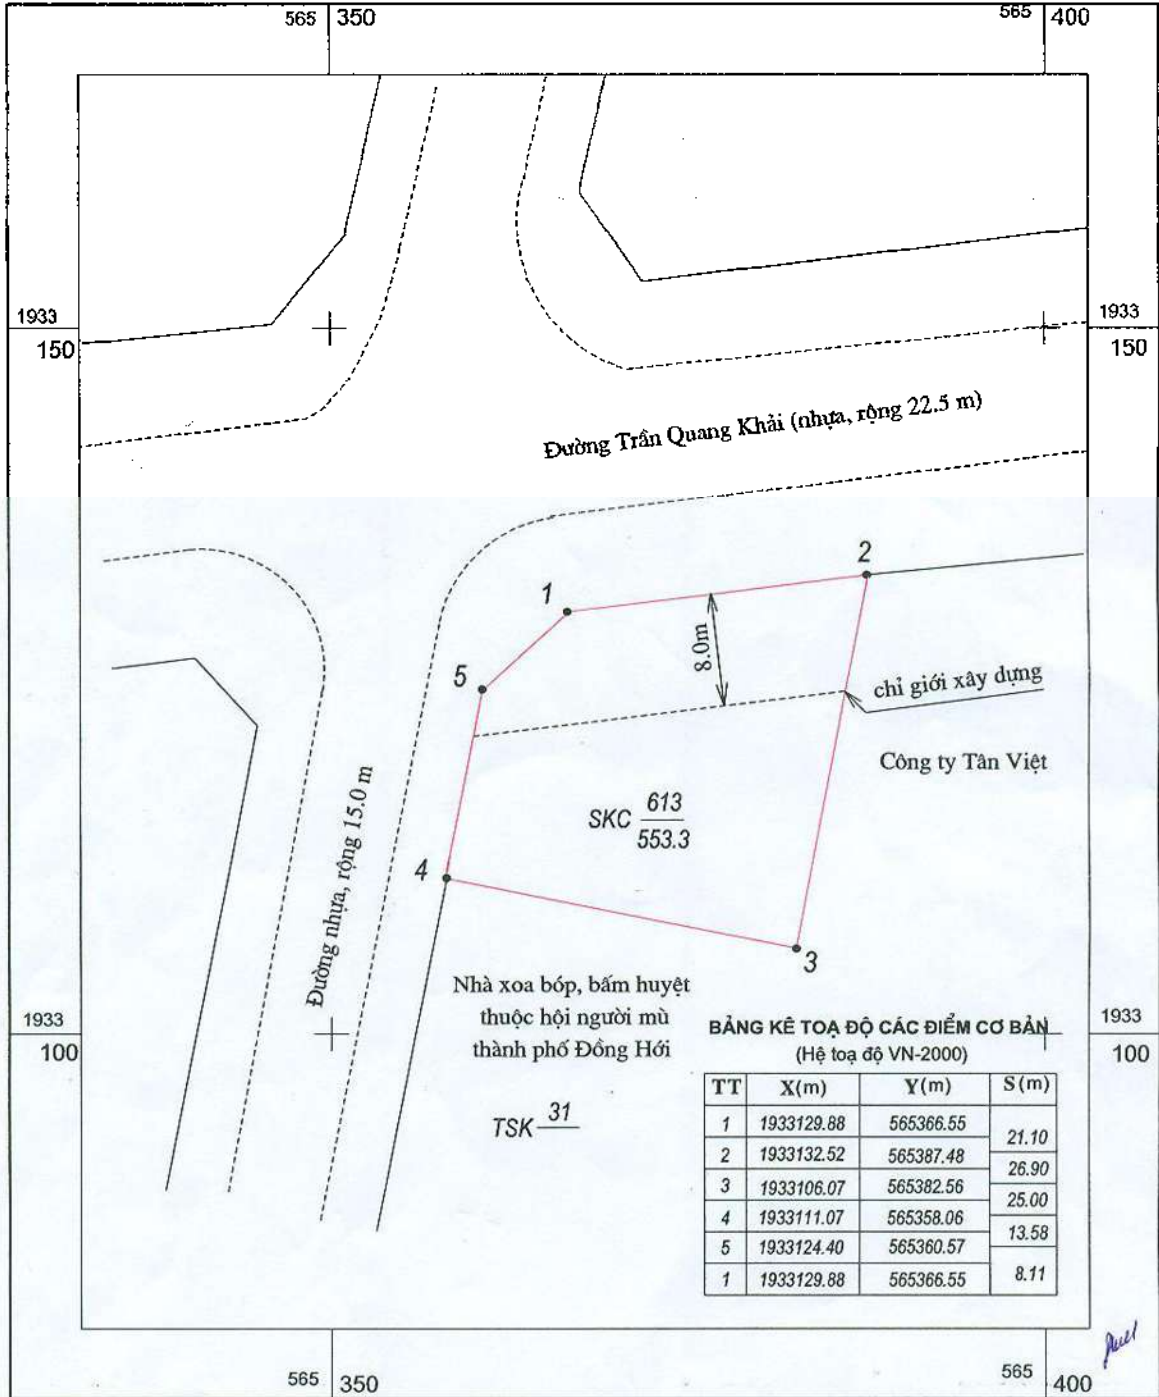 565 350
565 400
1933
150
1933
150
Đường Trần Quang Khải (nhựa, rộng 22.5 m)
2
1
8.0m
5
chỉ giới xây dựng
Công ty Tân Việt
Đường nhựa, rộng 15.0 m
SKC 613
553.3
4
3
Nhà xoa bóp, bấm huyệt
thuộc hội người mù
thành phố Đồng Hới
TSK 31
1933
100
1933
100
BẢNG KÊ TOẠ ĐỘ CÁC ĐIỂM CƠ BẢN
(Hệ toạ độ VN-2000)
TT X(m) Y(m) S(m)
1 1933129.88 565366.55
21.10
2 1933132.52 565387.48
26.90
3 1933106.07 565382.56
25.00
4 1933111.07 565358.06
13.58
5 1933124.40 565360.57
8.11
1 1933129.88 565366.55
565 350
565 400